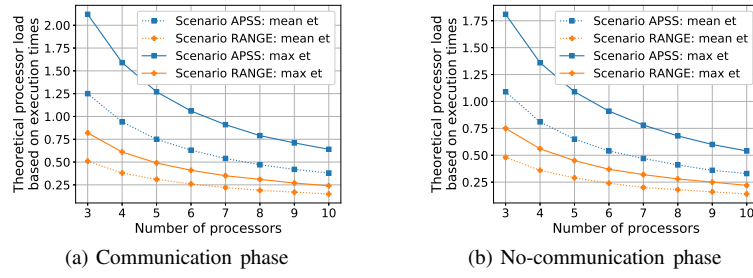 Theoretical processor load
based on execution times
2.00
1.75
1.50
1.25
1.00
0.75
0.50
0.25
Scenario APSS: mean et
Scenario RANGE: mean et
Scenario APSS: max et
Scenario RANGE: max et
3 4 5 6 7 8 9 10
Number of processors
(a) Communication phase
Theoretical processor load
based on execution times
1.75
1.50
1.25
1.00
0.75
0.50
0.25
Scenario APSS: mean et
Scenario RANGE: mean et
Scenario APSS: max et
Scenario RANGE: max et
3 4 5 6 7 8 9 10
Number of processors
(b) No-communication phase